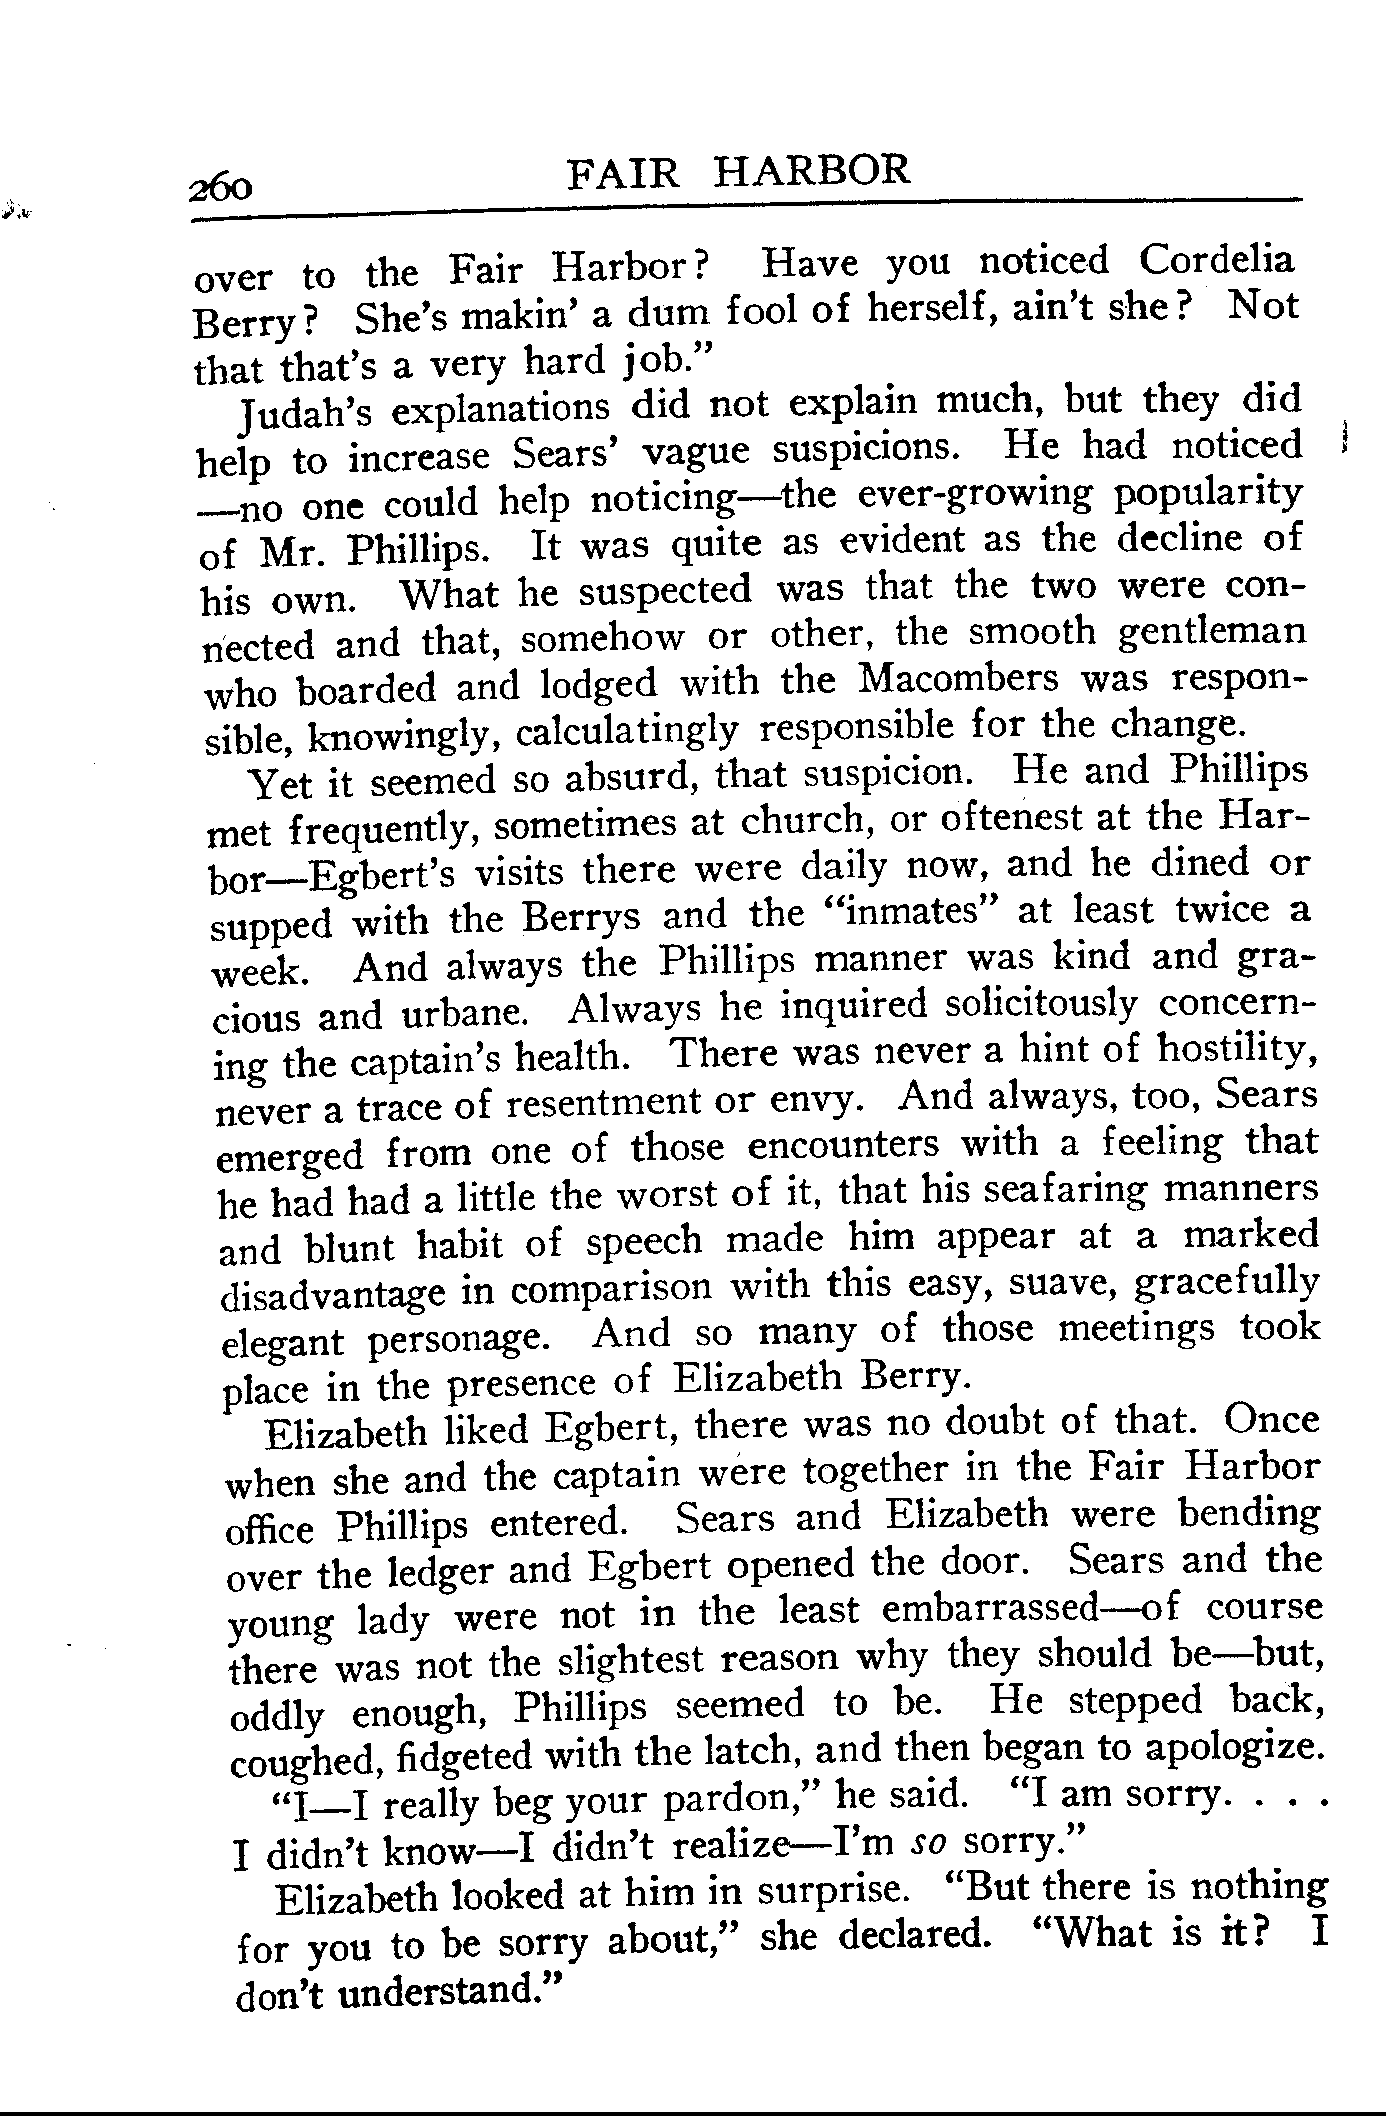 260 FAIR HARBOR
over to the Fair Harbor? Have you noticed Cordelia
Berry? She's makin' a dum fool of herself, ain't she? Not
that that's a very hard job."
Judah's explanations did not explain much, but they did
help to increase Sears' vague suspicions. He had noticed
—no one could help noticing—the ever-growing popularity
of Mr. Phillips. It was quite as evident as the decline of
his own. What he suspected was that the two were con-
nected and that, somehow or other, the smooth gentleman
who boarded and lodged with the Macombers was respon-
sible, knowingly, calculatingly responsible for the change.
Yet it seemed so absurd, that suspicion. He and Phillips
met frequently, sometimes at church, or oftenest at the Har-
bor—Egbert's visits there were daily now, and he dined or
supped with the Berrys and the "inmates" at least twice a
week. And always the Phillips manner was kind and gra-
cious and urbane. Always he inquired solicitously concern-
ing the captain's health. There was never a hint of hostility,
never a trace of resentment or envy. And always, too, Sears
emerged from one of those encounters with a feeling that
he had had a little the worst of it, that his seafaring manners
and blunt habit of speech made him appear at a marked
disadvantage in comparison with this easy, suave, gracefully
elegant personage. And so many of those meetings took
place in the presence of Elizabeth Berry.
Elizabeth liked Egbert, there was no doubt of that. Once
when she and the captain were together in the Fair Harbor
office Phillips entered. Sears and Elizabeth were bending
over the ledger and Egbert opened the door. Sears and the
young lady were not in the least embarrassed—of course
there was not the slightest reason why they should be—but,
oddly enough, Phillips seemed to be. He stepped back,
coughed, fidgeted with the latch, and then began to apologize.
"I—I really beg your pardon," he said. "I am sorry. . . .
I didn't know—I didn't realize—I'm so sorry."
Elizabeth looked at him in surprise. "But there is nothing
for you to be sorry about," she declared. "What is it? I
don't understand."